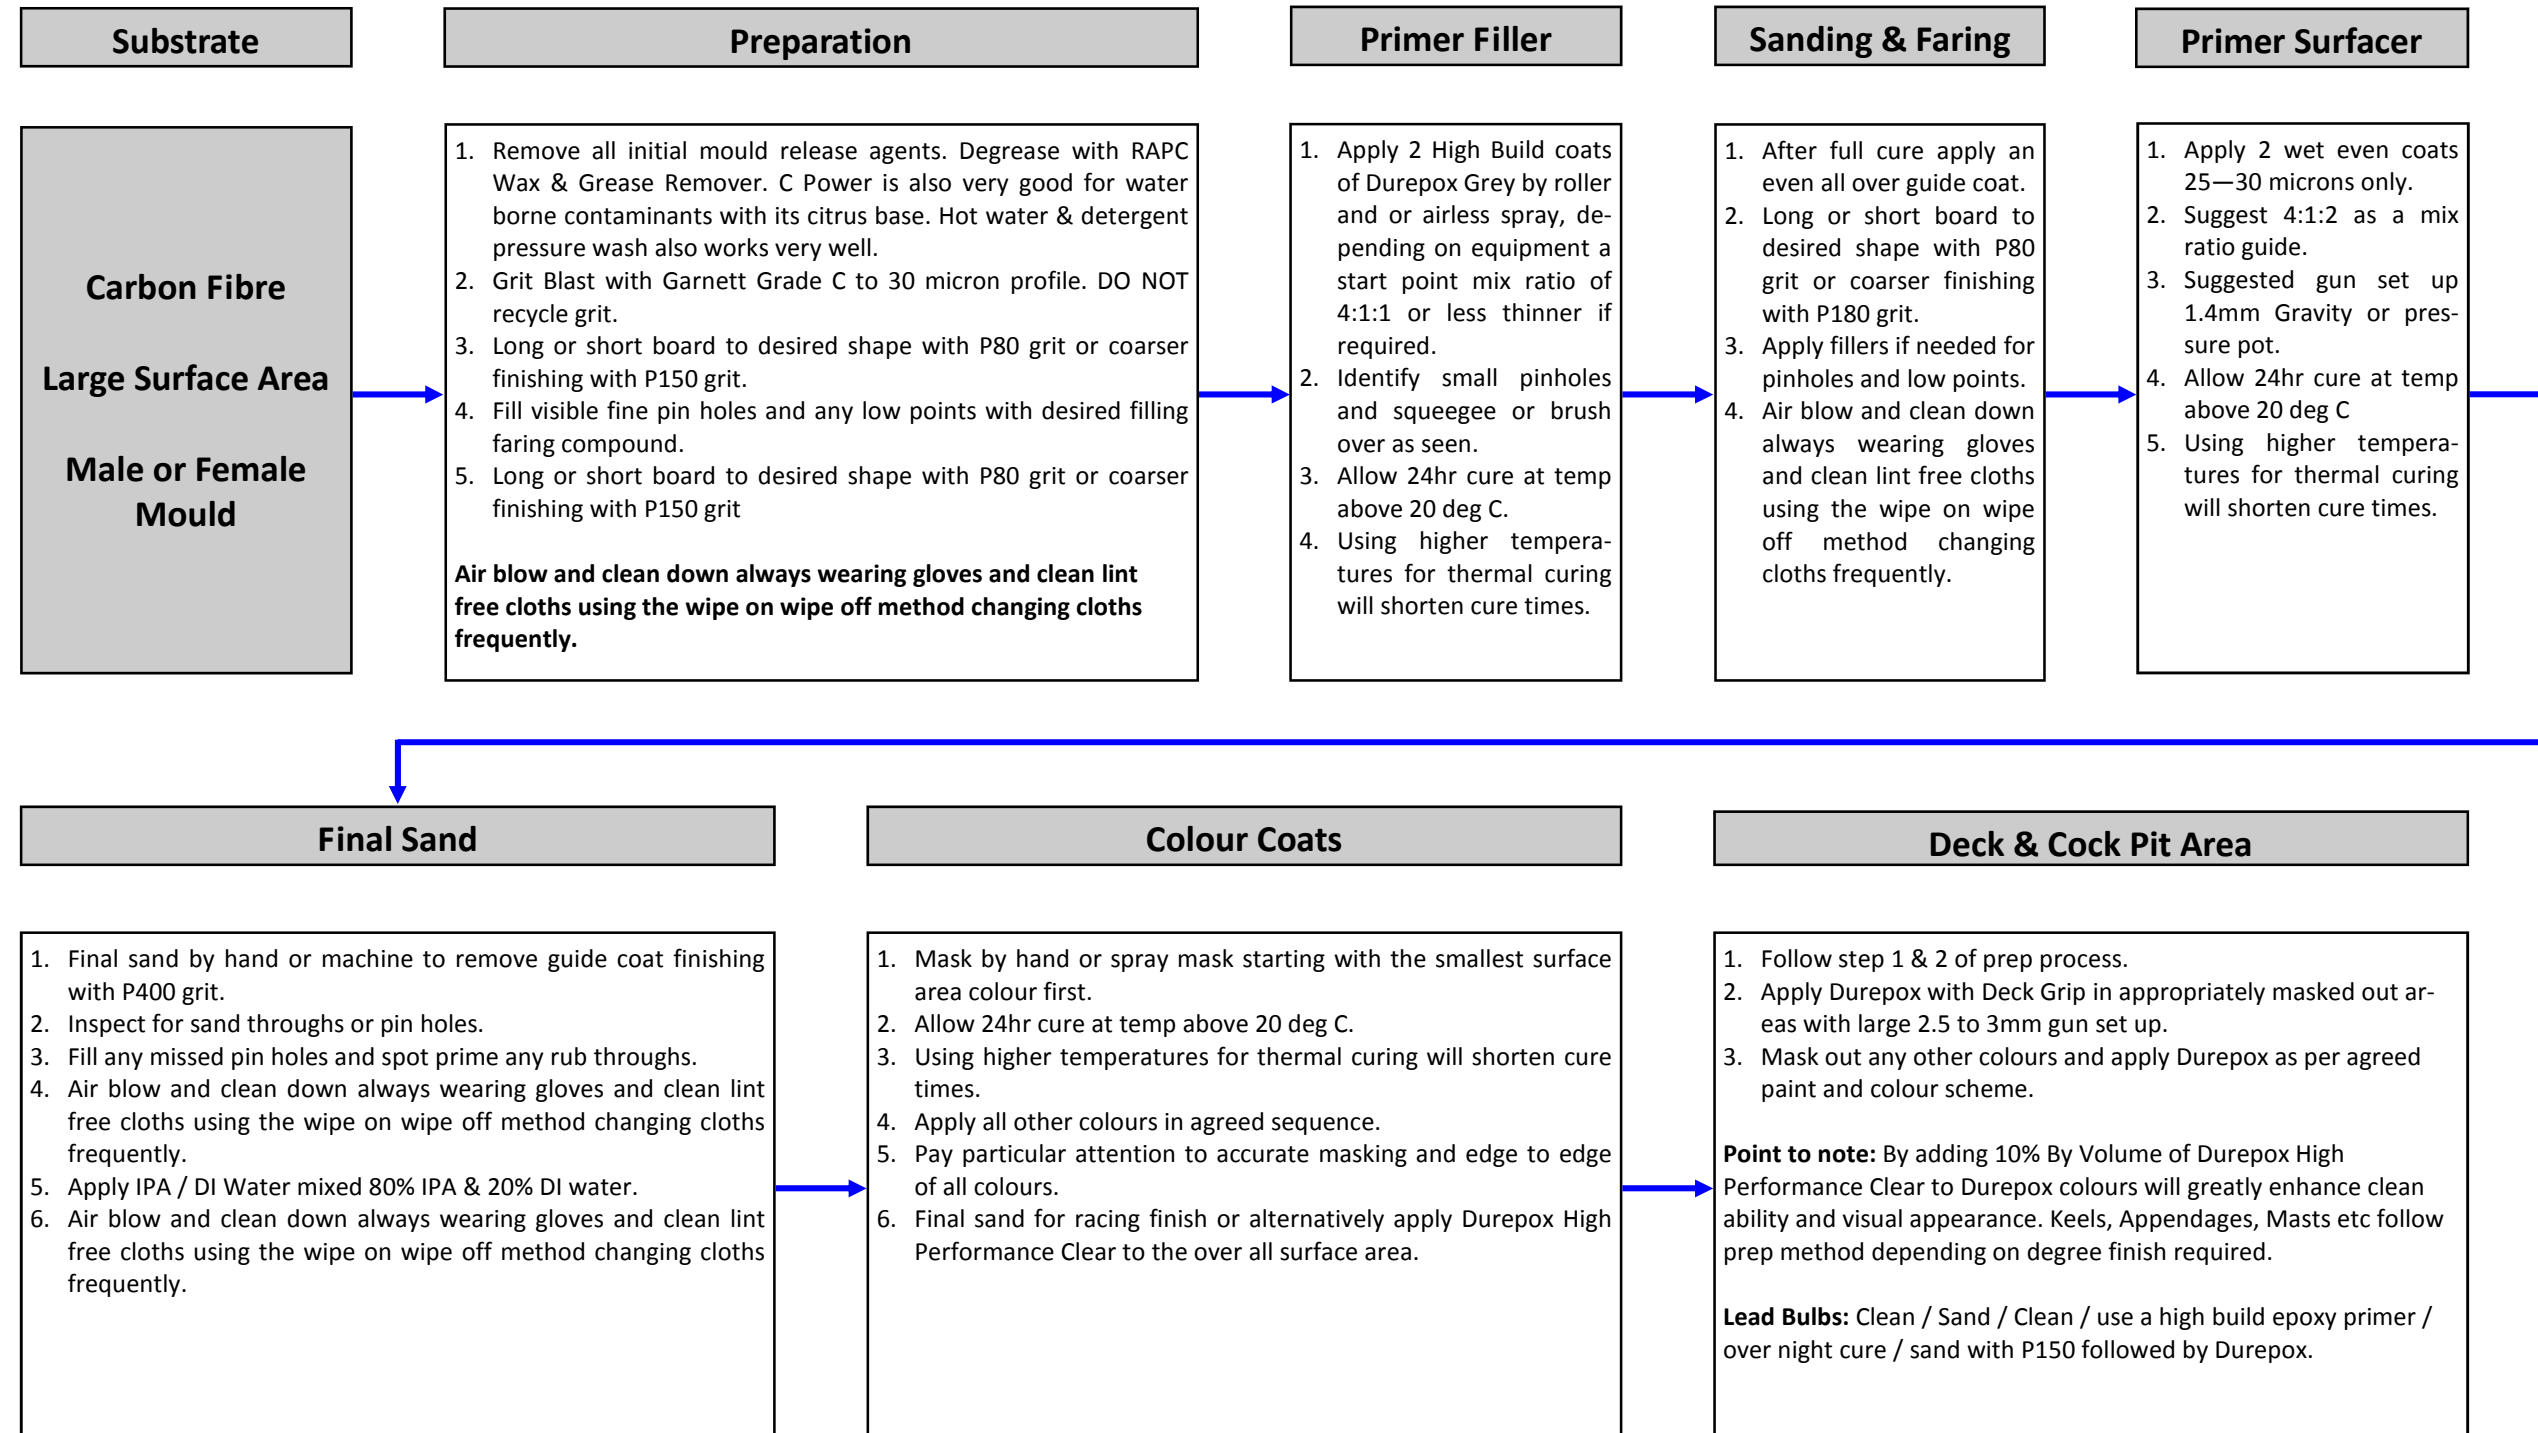 Substrate
Preparation
Primer Filler
Sanding & Faring
Primer Surfacer
Carbon Fibre
Large Surface Area
Male or Female
Mould
1. Remove all initial mould release agents. Degrease with RAPC
Wax & Grease Remover. C Power is also very good for water
borne contaminants with its citrus base. Hot water & detergent
pressure wash also works very well.
2. Grit Blast with Garnett Grade C to 30 micron profile. DO NOT
recycle grit.
3. Long or short board to desired shape with P80 grit or coarser
finishing with P150 grit.
4. Fill visible fine pin holes and any low points with desired filling
faring compound.
5. Long or short board to desired shape with P80 grit or coarser
finishing with P150 grit
Air blow and clean down always wearing gloves and clean lint
free cloths using the wipe on wipe off method changing cloths
frequently.
1. Apply 2 High Build coats
of Durepox Grey by roller
and or airless spray, de-
pending on equipment a
start point mix ratio of
4:1:1 or less thinner if
required.
2. Identify small pinholes
and squeegee or brush
over as seen.
3. Allow 24hr cure at temp
above 20 deg C.
4. Using higher tempera-
tures for thermal curing
will shorten cure times.
1. After full cure apply an
even all over guide coat.
2. Long or short board to
desired shape with P80
grit or coarser finishing
with P180 grit.
3. Apply fillers if needed for
pinholes and low points.
4. Air blow and clean down
always wearing gloves
and clean lint free cloths
using the wipe on wipe
off method changing
cloths frequently.
1. Apply 2 wet even coats
25—30 microns only.
2. Suggest 4:1:2 as a mix
ratio guide.
3. Suggested gun set up
1.4mm Gravity or pres-
sure pot.
4. Allow 24hr cure at temp
above 20 deg C
5. Using higher tempera-
tures for thermal curing
will shorten cure times.
Final Sand
Colour Coats
Deck & Cock Pit Area
1. Final sand by hand or machine to remove guide coat finishing
with P400 grit.
2. Inspect for sand throughs or pin holes.
3. Fill any missed pin holes and spot prime any rub throughs.
4. Air blow and clean down always wearing gloves and clean lint
free cloths using the wipe on wipe off method changing cloths
frequently.
5. Apply IPA / DI Water mixed 80% IPA & 20% DI water.
6. Air blow and clean down always wearing gloves and clean lint
free cloths using the wipe on wipe off method changing cloths
frequently.
1. Mask by hand or spray mask starting with the smallest surface
area colour first.
2. Allow 24hr cure at temp above 20 deg C.
3. Using higher temperatures for thermal curing will shorten cure
times.
4. Apply all other colours in agreed sequence.
5. Pay particular attention to accurate masking and edge to edge
of all colours.
6. Final sand for racing finish or alternatively apply Durepox High
Performance Clear to the over all surface area.
1. Follow step 1 & 2 of prep process.
2. Apply Durepox with Deck Grip in appropriately masked out ar-
eas with large 2.5 to 3mm gun set up.
3. Mask out any other colours and apply Durepox as per agreed
paint and colour scheme.
Point to note: By adding 10% By Volume of Durepox High
Performance Clear to Durepox colours will greatly enhance clean
ability and visual appearance. Keels, Appendages, Masts etc follow
prep method depending on degree finish required.
Lead Bulbs: Clean / Sand / Clean / use a high build epoxy primer /
over night cure / sand with P150 followed by Durepox.